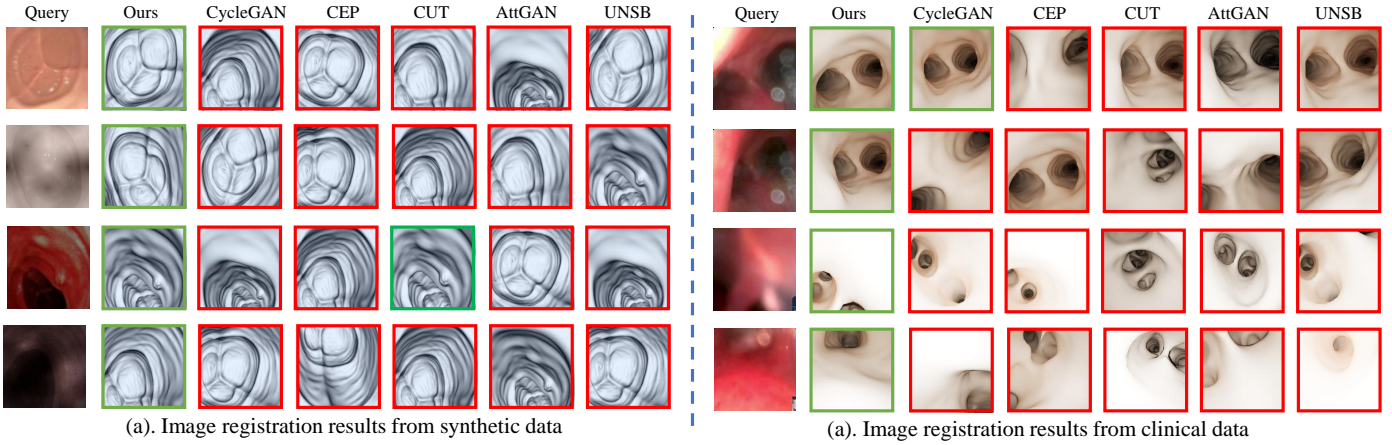 Query Ours CycleGAN CEP CUT AttGAN UNSB
Query Ours CycleGAN CEP CUT AttGAN UNSB
(a). Image registration results from synthetic data
(a). Image registration results from clinical data